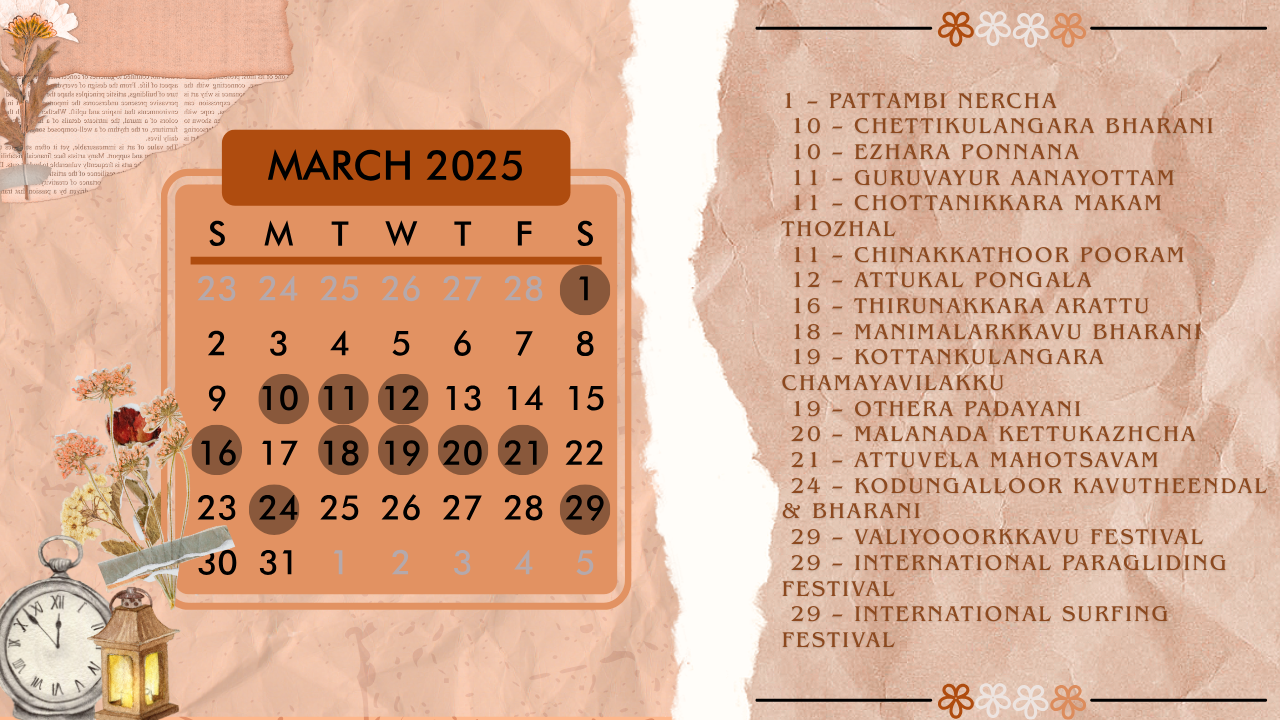 MARCH 2025
S M T W T F S
23 24 25 26 27 28 1
2 3 4 5 6 7 8
9 10 11 12 13 14 15
16 17 18 19 20 21 22
23 24 25 26 27 28 29
30 31 1 2 3 4 5
1 – PATTAMBI NERCHA
10 – CHETTIKULANGARA BHARANI
10 – EZHARA PONNANA
11 – GURUVAYUR AANAYOTTAM
11 – CHOTTANIKKARA MAKAM
THOZHAL
11 – CHINAKKATHOOR POORAM
12 – ATTUKAL PONGALA
16 – THIRUNAKKARA ARATTU
18 – MANIMALARKKAVU BHARANI
19 – KOTTANKULANGARA
CHAMAYAVILAKKU
19 – OTHERA PADAYANI
20 – MALANADA KETTUKAZHCHA
21 – ATTUVELA MAHOTSAVAM
24 – KODUNGALLOOR KAVUTHEENDAL
& BHARANI
29 – VALIYOOORKKAVU FESTIVAL
29 – INTERNATIONAL PARAGLIDING
FESTIVAL
29 – INTERNATIONAL SURFING
FESTIVAL